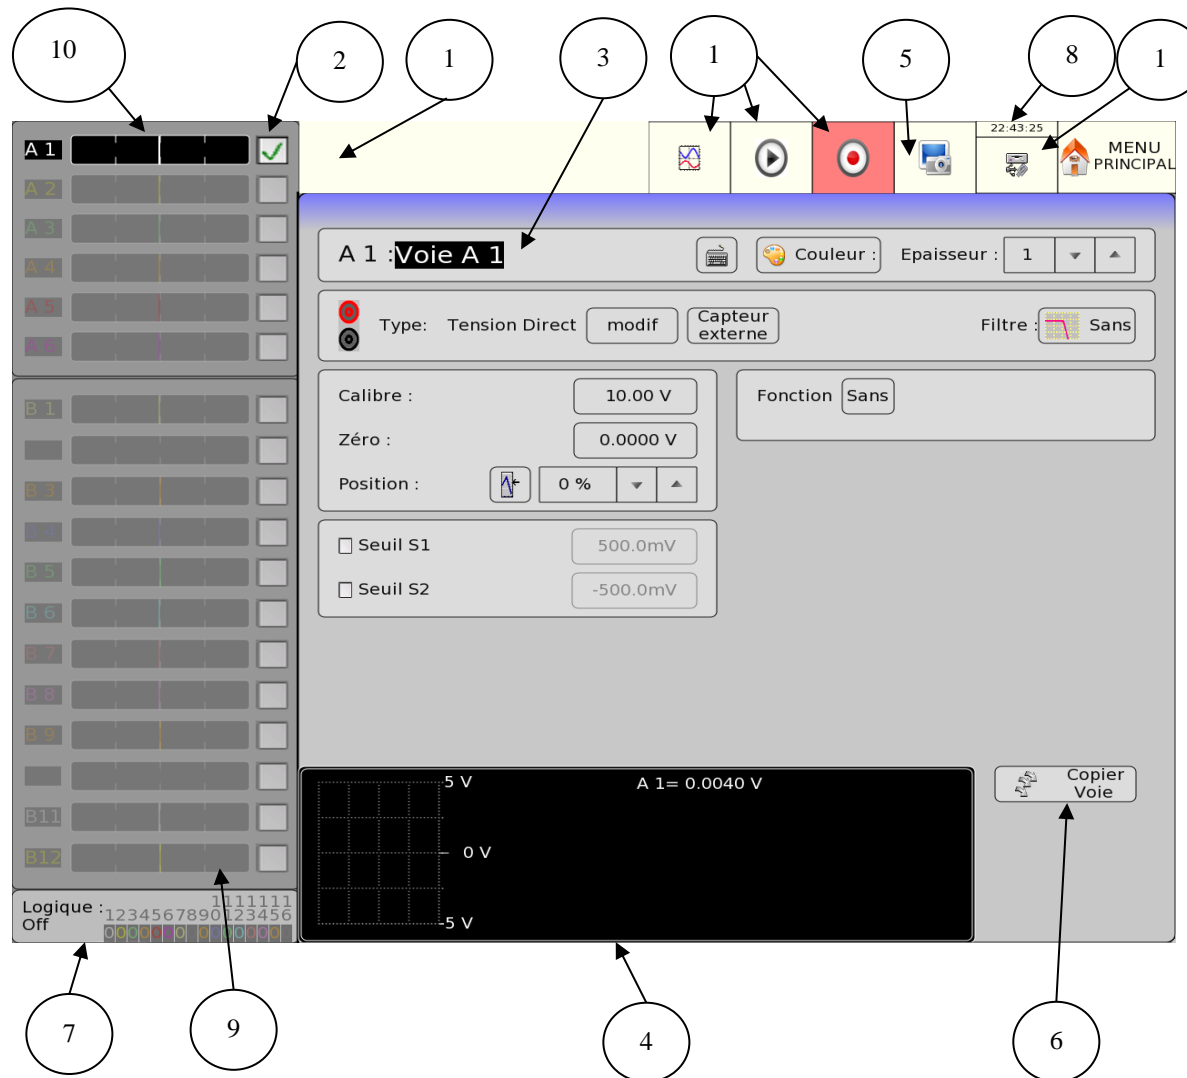 10
2
1
3
1
5
8
1
22:43:25
MENU
PRINCIPAL
A 1
A 2
A 3
A 4
A 5
A 6
A 1 :Voie A 1
Couleur :
Epaisseur :
1
Type:
Tension Direct
modif
Capteur
externe
Filtre :
Sans
Calibre :
10.00 V
Zéro :
0.0000 V
Position :
0 %
Fonction
Sans
Seuil S1
500.0mV
Seuil S2
-500.0mV
B 1
B 3
B 5
B 6
B 7
B 8
B 9
B11
B12
5 V
A 1= 0.0040 V
0 V
-5 V
Copier
Voie
Logique :
Off
1111111
1234567890123456
7
9
4
6